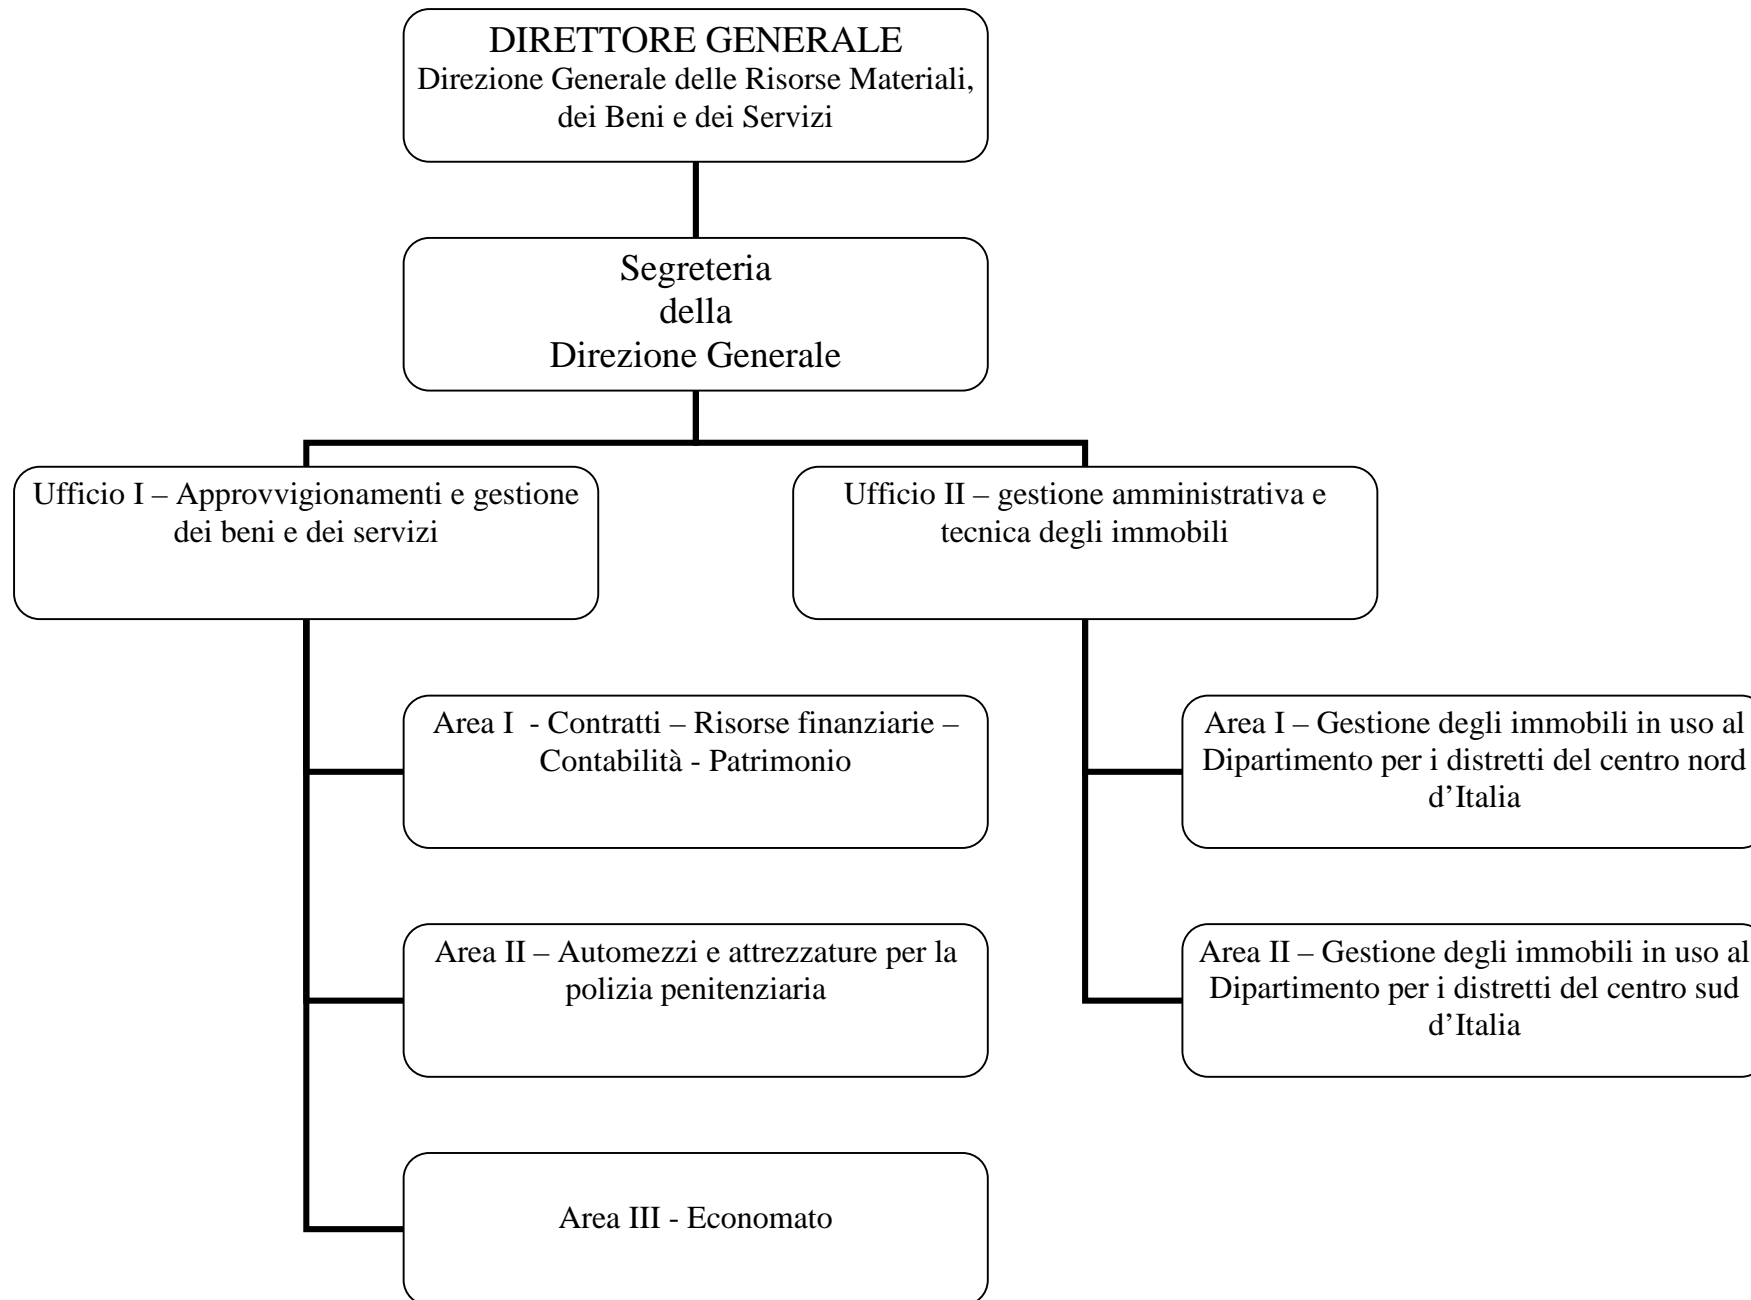 DIRETTORE GENERALE
Direzione Generale delle Risorse Materiali,
dei Beni e dei Servizi
Segreteria
della
Direzione Generale
Ufficio I – Approvvigionamenti e gestione
dei beni e dei servizi
Ufficio II – gestione amministrativa e
tecnica degli immobili
Area I  - Contratti – Risorse finanziarie –
Contabilità - Patrimonio
Area I – Gestione degli immobili in uso al
Dipartimento per i distretti del centro nord
d’Italia
Area II – Automezzi e attrezzature per la
polizia penitenziaria
Area II – Gestione degli immobili in uso al
Dipartimento per i distretti del centro sud
d’Italia
Area III - Economato